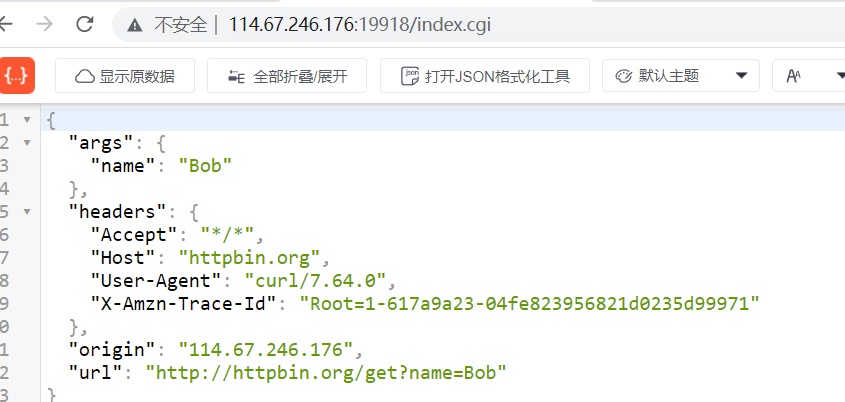 不安全 | 114.67.246.176:19918/index.cgi
{...} 显示原数据 全部折叠/展开 json 打开JSON格式化工具 默认主题 AA
1 {
2 "args": {
3 "name": "Bob"
4 },
5 "headers": {
6 "Accept": "*/*",
7 "Host": "httpbin.org",
8 "User-Agent": "curl/7.64.0",
9 "X-Amzn-Trace-Id": "Root=1-617a9a23-04fe823956821d0235d99971"
0 },
1 "origin": "114.67.246.176",
2 "url": "http://httpbin.org/get?name=Bob"
3 }